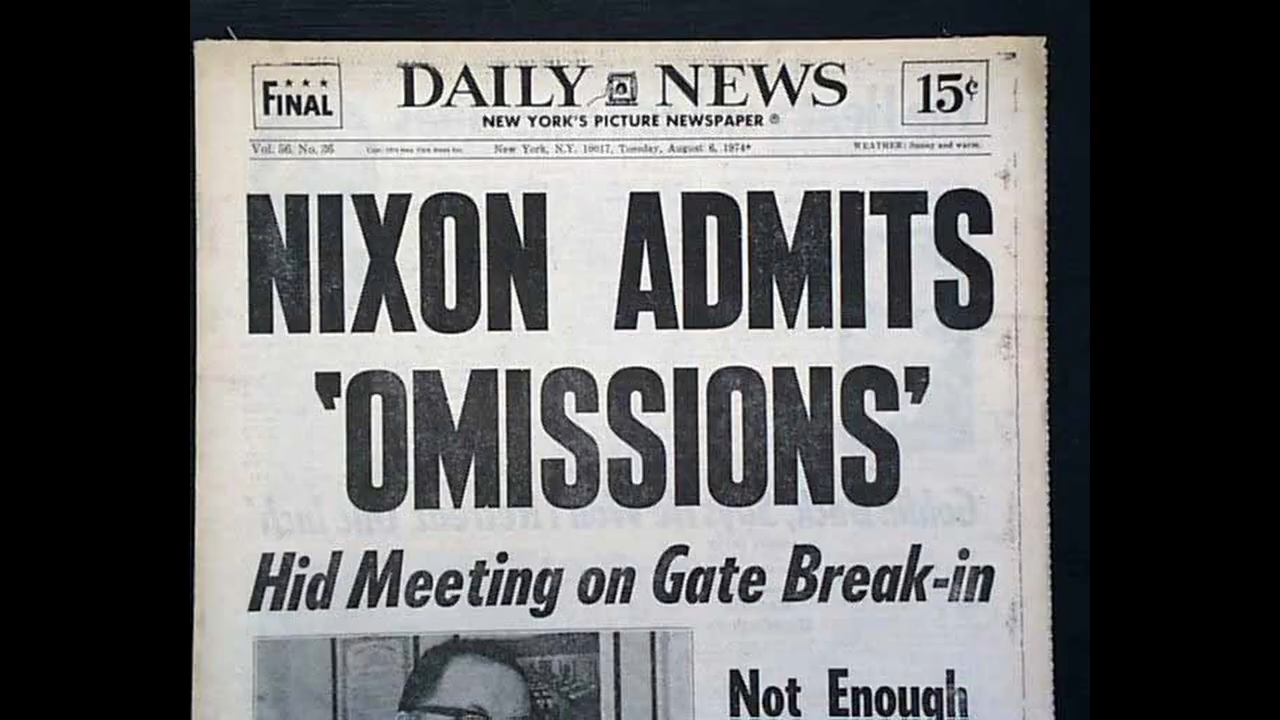 ★ ★ ★ ★
FINAL
DAILY NEWS
NEW YORK'S PICTURE NEWSPAPER ®
15¢
Vol. 56. No. 36
New York, N.Y. 10017, Tuesday, August 6, 1974*
WEATHER: Sunny and warm.
NIXON ADMITS
'OMISSIONS'
Hid Meeting on Gate Break-in
Not Enough